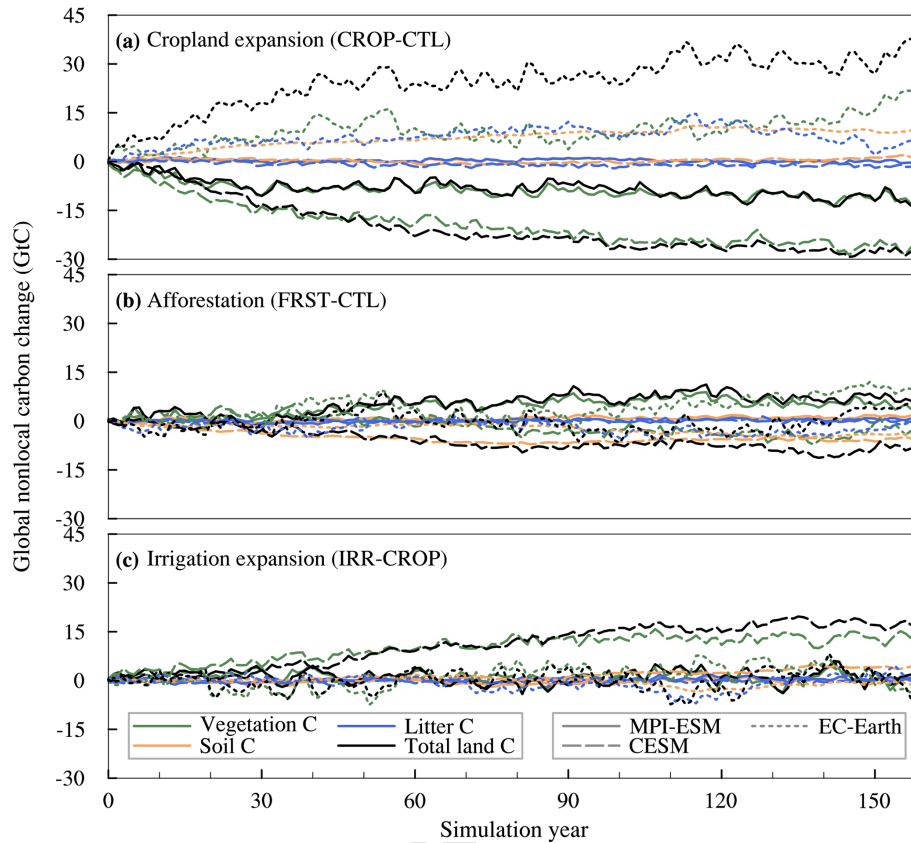 Global nonlocal carbon change (GtC)
45
30
15
0
-15
-30
(a) Cropland expansion (CROP-CTL)
45
30
15
0
-15
-30
(b) Afforestation (FRST-CTL)
45
30
15
0
-15
-30
(c) Irrigation expansion (IRR-CROP)
Vegetation C Litter C
Soil C Total land C
MPI-ESM EC-Earth
CESM
0 30 60 90 120 150
Simulation year